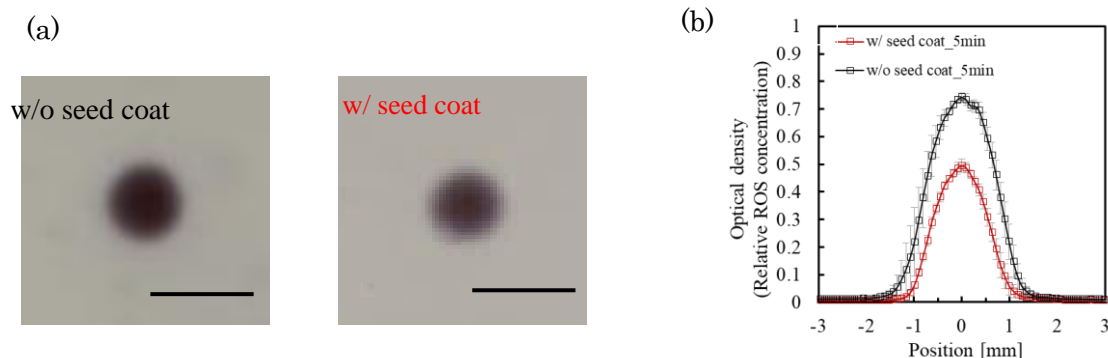 (a)
w/o seed coat
w/ seed coat
(b)
Optical density
(Relative ROS concentration)
1
0.9
0.8
0.7
0.6
0.5
0.4
0.3
0.2
0.1
0
w/ seed coat_5min
w/o seed coat_5min
-3 -2 -1 0 1 2 3
Position [mm]